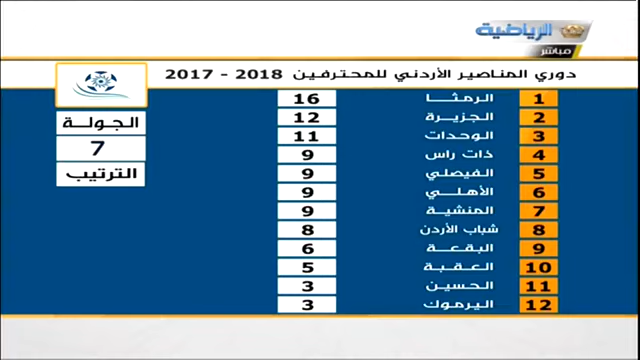 الرياضية
مباشر
دوري المناصير الأردني للمحترفين 2018 - 2017
الجولة
7
الترتيب
1 الرمثا 16
2 الجزيرة 12
3 الوحدات 11
4 ذات راس 9
5 الفيصلي 9
6 الأهلي 9
7 المنشية 9
8 شباب الأردن 8
9 البقعة 6
10 العقبة 5
11 الحسين 3
12 اليرموك 3